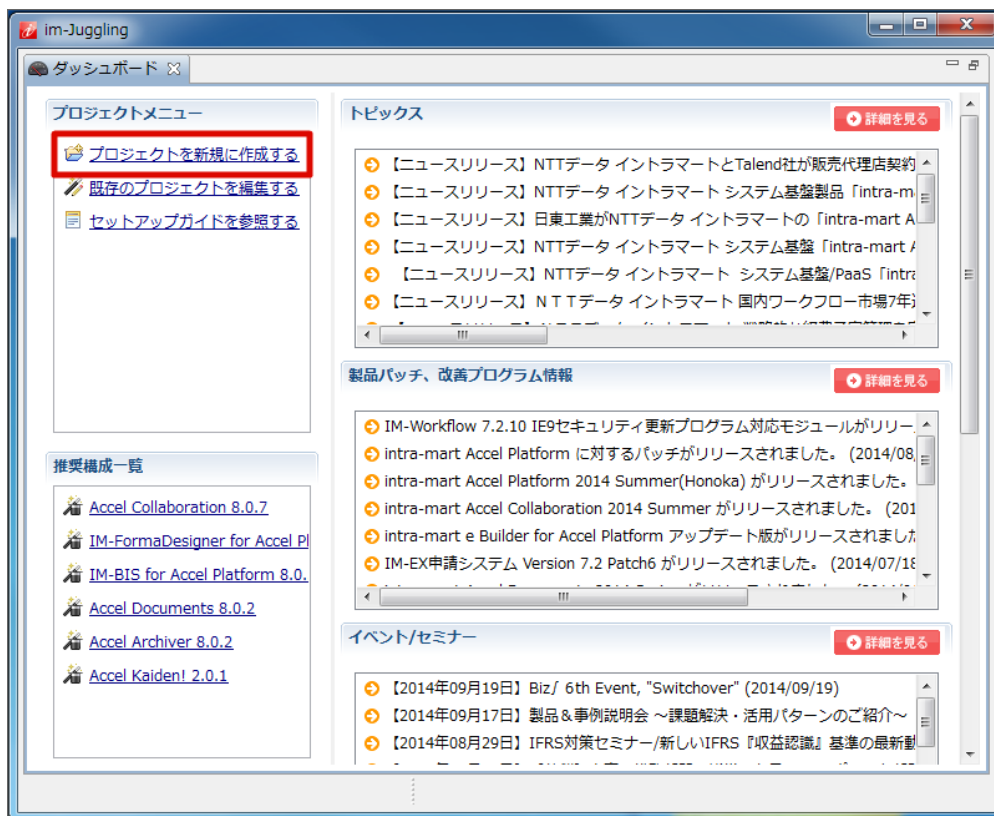 im-Juggling
ダッシュボード
プロジェクトメニュー
プロジェクトを新規に作成する
既存のプロジェクトを編集する
セットアップガイドを参照する
推奨構成一覧
Accel Collaboration 8.0.7
IM-FormaDesigner for Accel Pl
IM-BIS for Accel Platform 8.0.
Accel Documents 8.0.2
Accel Archiver 8.0.2
Accel Kaiden! 2.0.1
トピックス
詳細を見る
【ニュースリリース】NTTデータ イントラマートとTalend社が販売代理店契約
【ニュースリリース】NTTデータ イントラマート システム基盤製品「intra-m
【ニュースリリース】日東工業がNTTデータ イントラマートの「intra-mart A
【ニュースリリース】NTTデータ イントラマート システム基盤「intra-mart A
【ニュースリリース】NTTデータ イントラマート システム基盤/PaaS「intra
【ニュースリリース】ＮＴＴデータ イントラマート 国内ワークフロー市場7年
製品パッチ、改善プログラム情報
詳細を見る
IM-Workflow 7.2.10 IE9セキュリティ更新プログラム対応モジュールがリリー
intra-mart Accel Platform に対するパッチがリリースされました。 (2014/08,
intra-mart Accel Platform 2014 Summer(Honoka) がリリースされました。
intra-mart Accel Collaboration 2014 Summer がリリースされました。 (201
intra-mart e Builder for Accel Platform アップデート版がリリースされました
IM-EX申請システム Version 7.2 Patch6 がリリースされました。 (2014/07/18
イベント/セミナー
詳細を見る
【2014年09月19日】Biz∫ 6th Event, "Switchover" (2014/09/19)
【2014年09月17日】製品＆事例説明会 ～課題解決・活用パターンのご紹介～
【2014年08月29日】IFRS対策セミナー/新しいIFRS『収益認識』基準の最新動